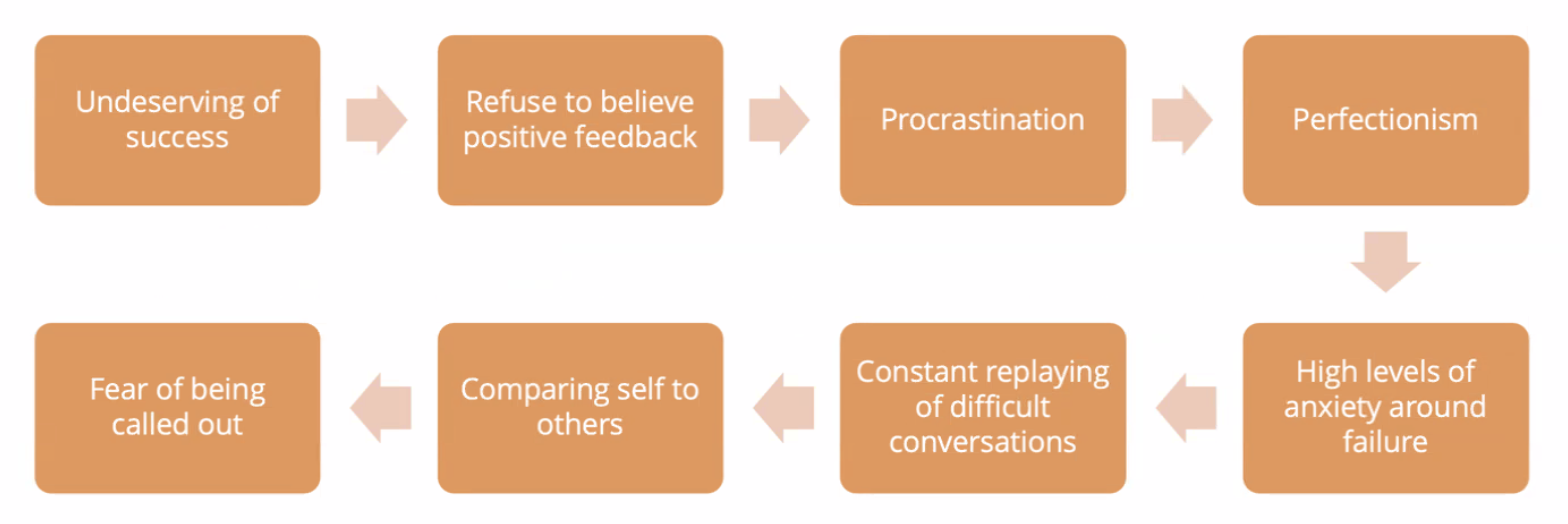 Undeserving of
success
Refuse to believe
positive feedback
Procrastination
Perfectionism
High levels of
anxiety around
failure
Constant replaying
of difficult
conversations
Comparing self to
others
Fear of being
called out